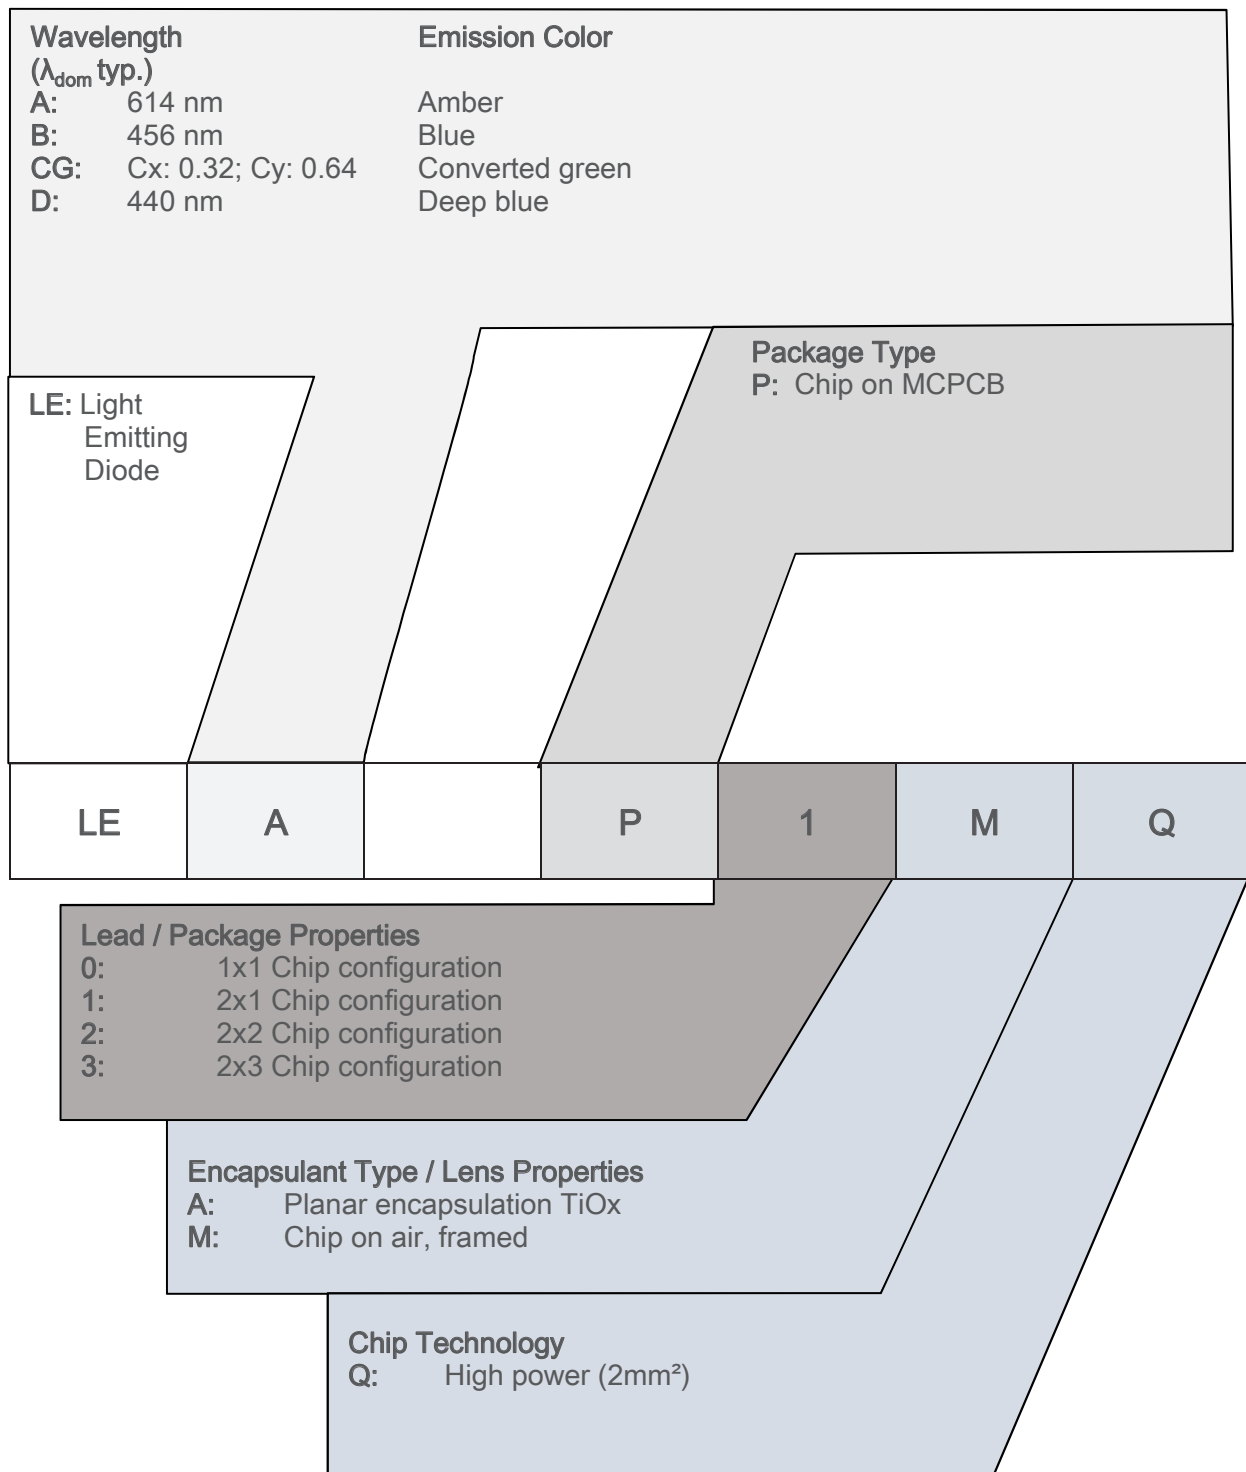 Wavelength Emission Color
(λdom typ.)
A: 614 nm Amber
B: 456 nm Blue
CG: Cx: 0.32; Cy: 0.64 Converted green
D: 440 nm Deep blue
Package Type
P: Chip on MCPCB
LE: Light
Emitting
Diode
LE A P 1 M Q
Lead / Package Properties
0: 1x1 Chip configuration
1: 2x1 Chip configuration
2: 2x2 Chip configuration
3: 2x3 Chip configuration
Encapsulant Type / Lens Properties
A: Planar encapsulation TiOx
M: Chip on air, framed
Chip Technology
Q: High power (2mm²)